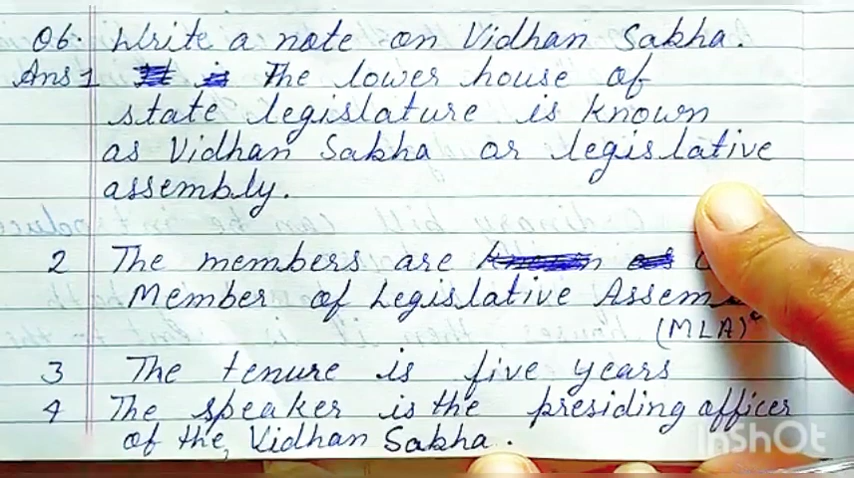 Q6. Write a note on Vidhan Sabha.
Ans 1 The lower house of
state legislature is known
as Vidhan Sabha or legislative
assembly.
2 The members are
Member of Legislative
(MLA)
3 The tenure is five years
4 The speaker is the presiding officer
of the, Vidhan Sabha.
InShOt